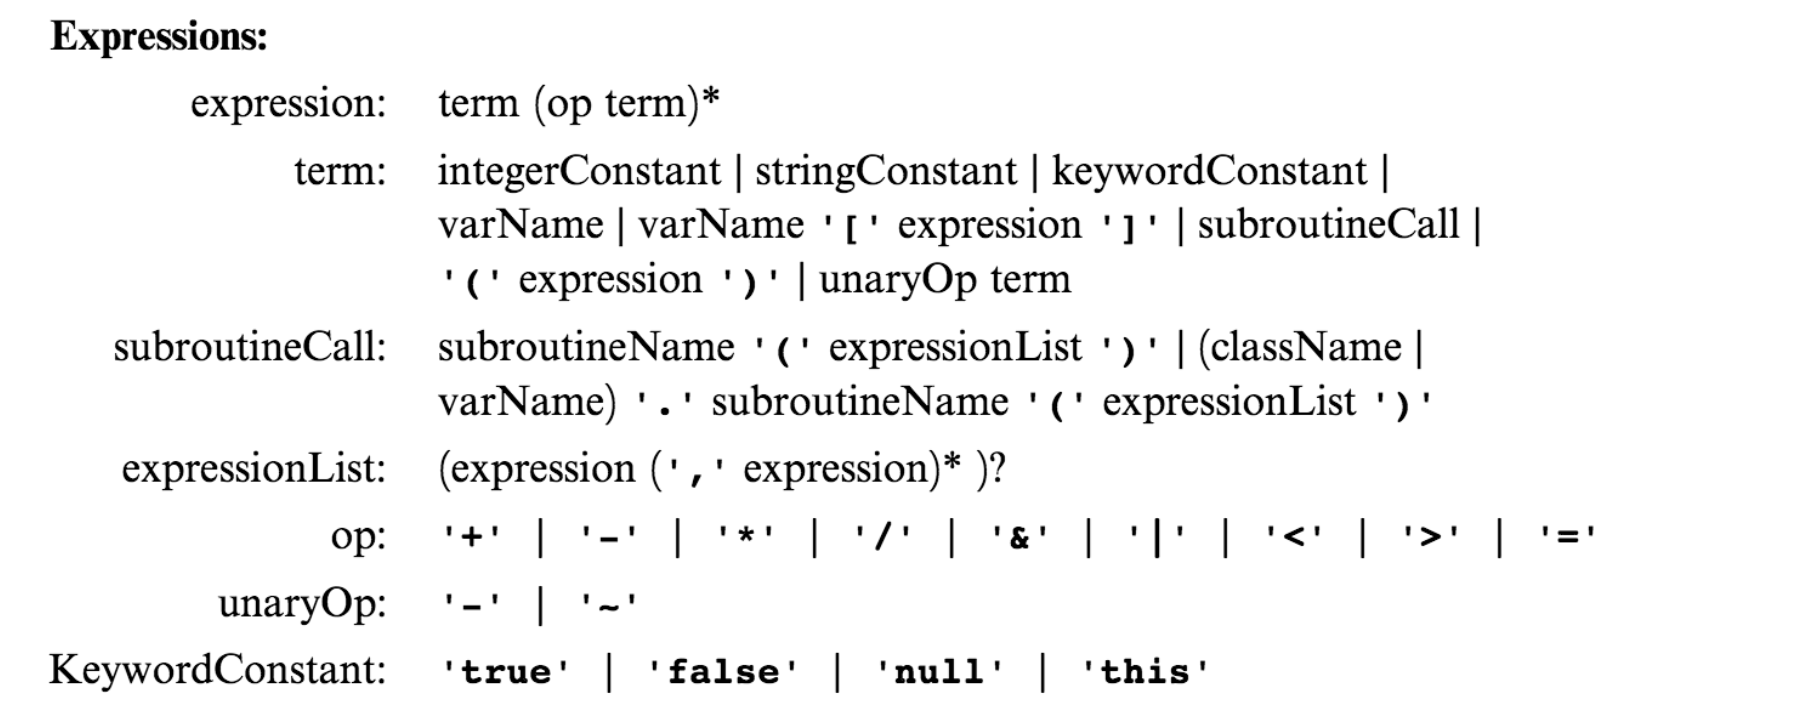 Expressions:
expression: term (op term)*
term: integerConstant | stringConstant | keywordConstant |
varName | varName '[' expression ']' | subroutineCall |
'(' expression ')' | unaryOp term
subroutineCall: subroutineName '(' expressionList ')' | (className |
varName) '.' subroutineName '(' expressionList ')'
expressionList: (expression (',' expression)* )?
op: '+' | '-' | '*' | '/' | '&' | '|' | '<' | '>' | '='
unaryOp: '-' | '~'
KeywordConstant: 'true' | 'false' | 'null' | 'this'